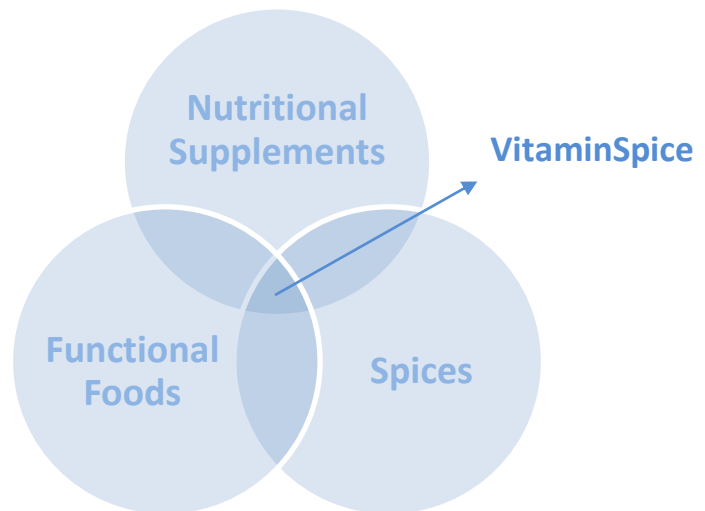 Nutritional
Supplements
VitaminSpice
Functional
Foods
Spices